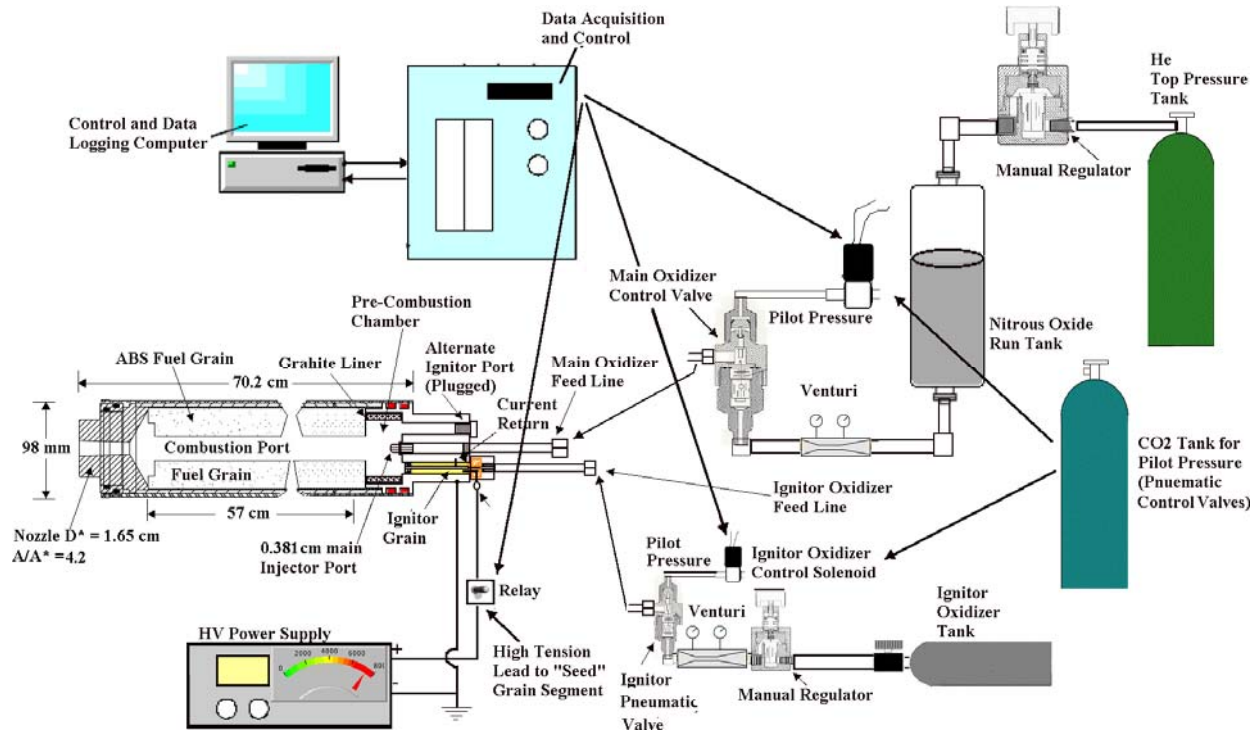 Data Acquisition
and Control
He
Top Pressure
Tank
Control and Data
Logging Computer
Manual Regulator
Main Oxidizer
Control Valve
Pilot Pressure
Nitrous Oxide
Run Tank
Pre-Combustion
Chamber
ABS Fuel Grain
Grahite Liner
Alternate
Ignitor Port
(Plugged)
Main Oxidizer
Feed Line
70.2 cm
Current
Return
Venturi
98 mm
Combustion Port
Fuel Grain
CO2 Tank for
Pilot Pressure
(Pnuematic
Control Valves)
57 cm
Ignitor
Grain
Ignitor Oxidizer
Feed Line
Nozzle D* = 1.65 cm
A/A* =4.2
0.381cm main
Injector Port
Pilot
Pressure
Ignitor Oxidizer
Control Solenoid
Relay
Venturi
Ignitor
Oxidizer
Tank
HV Power Supply
0 2000 4000 6000 800
+
-
High Tension
Lead to "Seed"
Grain Segment
Ignitor
Pneumatic
Valve
Manual Regulator